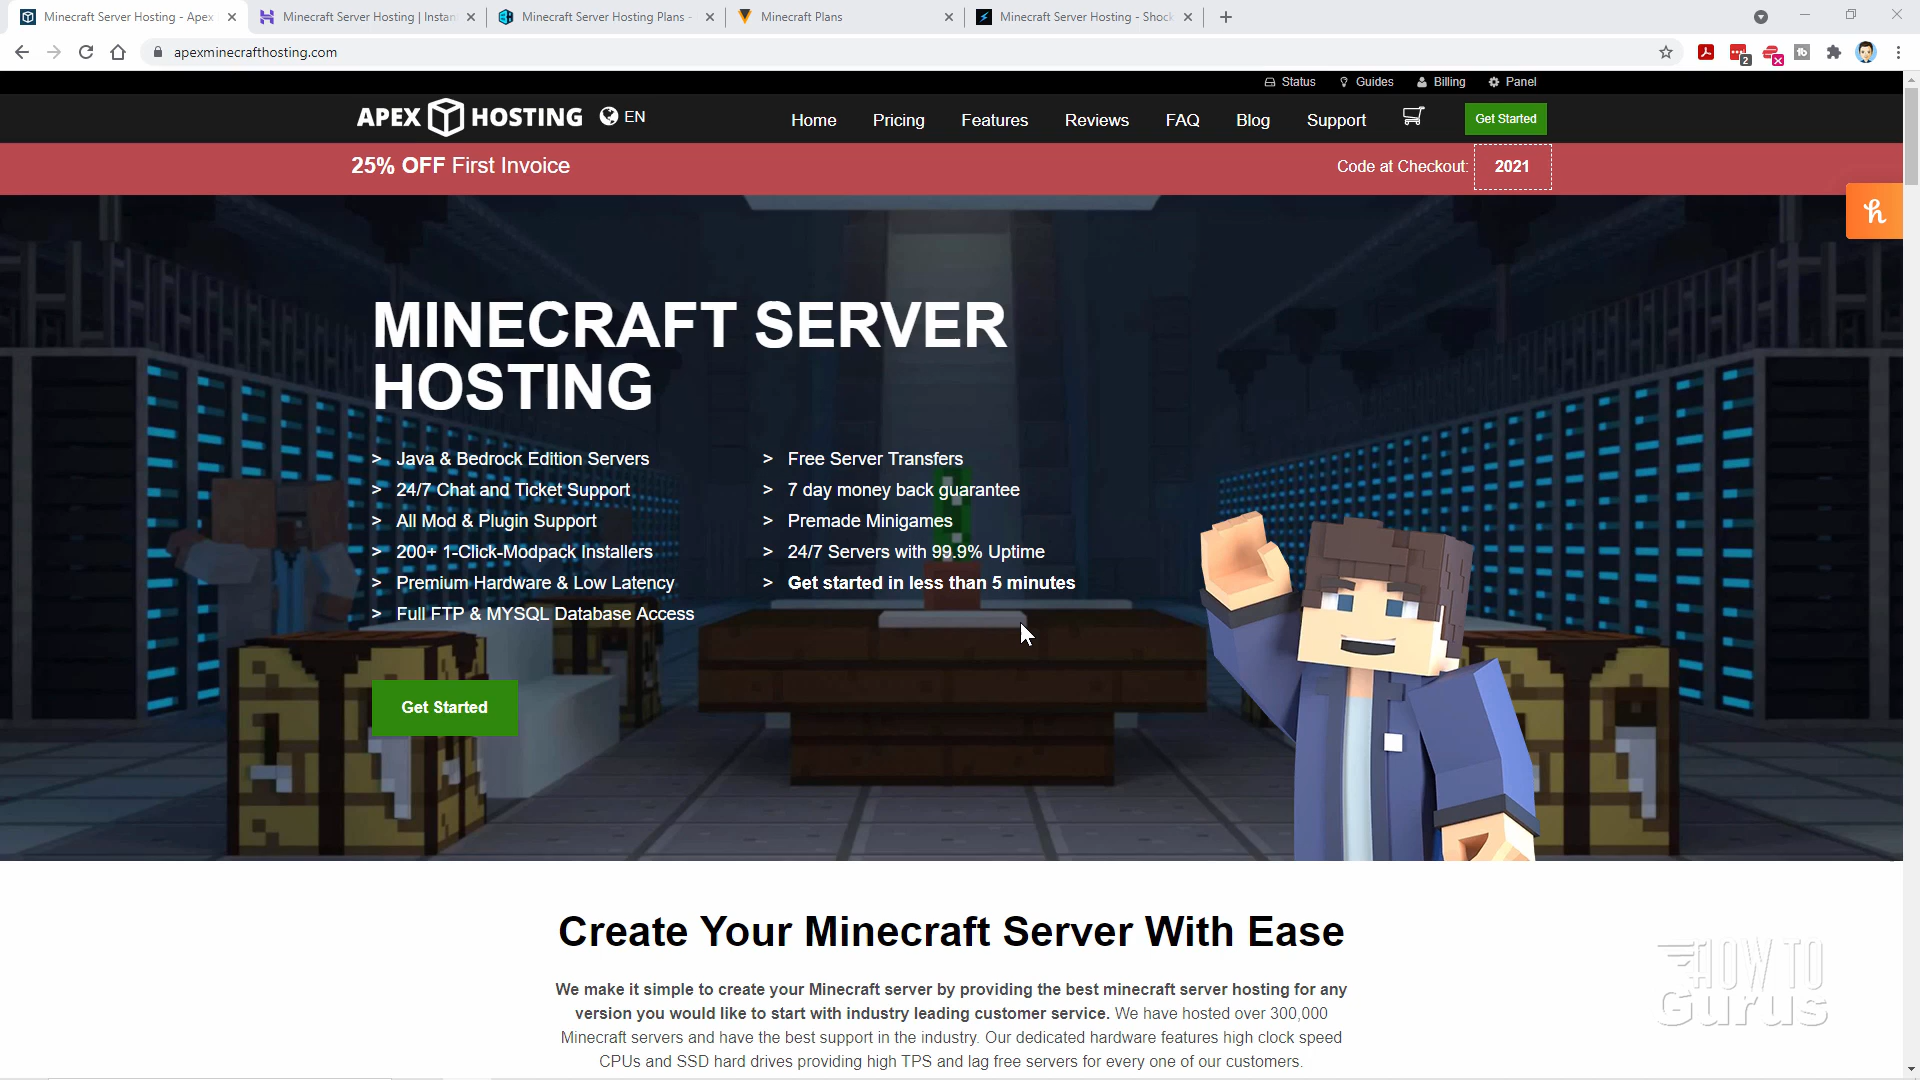 Minecraft Server Hosting - Apex
Minecraft Server Hosting | Instan
Minecraft Server Hosting Plans -
Minecraft Plans
Minecraft Server Hosting - Shock
apexminecrafthosting.com
2
Status Guides Billing Panel
APEX HOSTING EN
Home Pricing Features Reviews FAQ Blog Support Get Started
25% OFF First Invoice
Code at Checkout: 2021
MINECRAFT SERVER
HOSTING
> Java & Bedrock Edition Servers
> 24/7 Chat and Ticket Support
> All Mod & Plugin Support
> 200+ 1-Click-Modpack Installers
> Premium Hardware & Low Latency
> Full FTP & MYSQL Database Access
> Free Server Transfers
> 7 day money back guarantee
> Premade Minigames
> 24/7 Servers with 99.9% Uptime
> Get started in less than 5 minutes
Get Started
Create Your Minecraft Server With Ease
We make it simple to create your Minecraft server by providing the best minecraft server hosting for any
version you would like to start with industry leading customer service. We have hosted over 300,000
Minecraft servers and have the best support in the industry. Our dedicated hardware features high clock speed
CPUs and SSD hard drives providing high TPS and lag free servers for every one of our customers.
HOW TO
Gurus